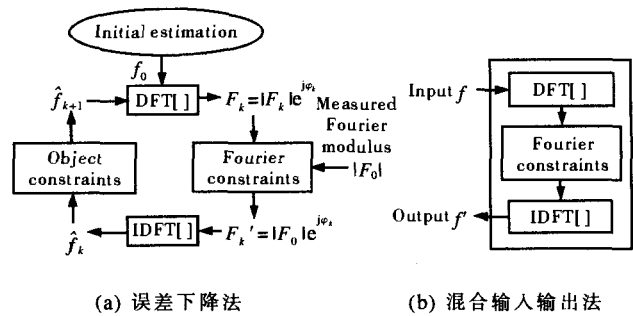 Initial estimation
f₀
f̂ₖ₊₁
DFT[ ]
Fₖ=|Fₖ|e^{jφₖ}
Measured
Fourier
modulus
|F₀|
Object
constraints
Fourier
constraints
f̂ₖ
IDFT[ ]
Fₖ'=|F₀|e^{jφₖ}
(a) 误差下降法
Input f
DFT[ ]
Fourier
constraints
Output f'
IDFT[ ]
(b) 混合输入输出法